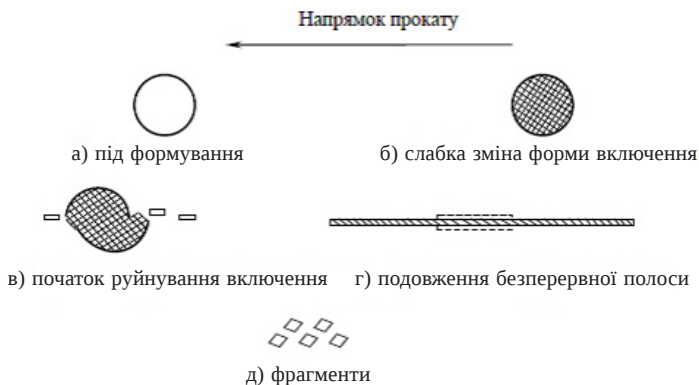 Напрямок прокату
а) під формування
б) слабка зміна форми включення
в) початок руйнування включення
г) подовження безперервної полоси
д) фрагменти